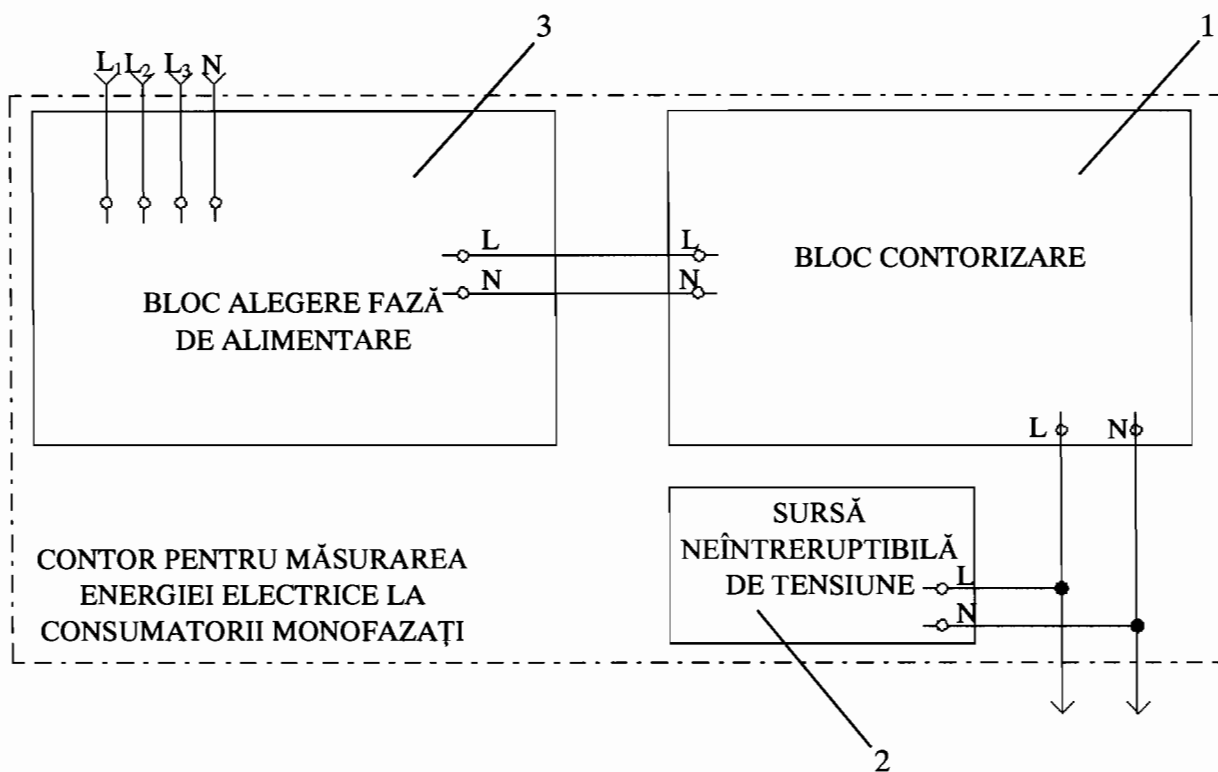 3
1
L1 L2 L3 N
L
N
L
N
BLOC CONTORIZARE
BLOC ALEGERE FAZĂ
DE ALIMENTARE
L N
SURSĂ
NEÎNTRERUPTIBILĂ
DE TENSIUNE
L
N
CONTOR PENTRU MĂSURAREA
ENERGIEI ELECTRICE LA
CONSUMATORII MONOFAZAȚI
2